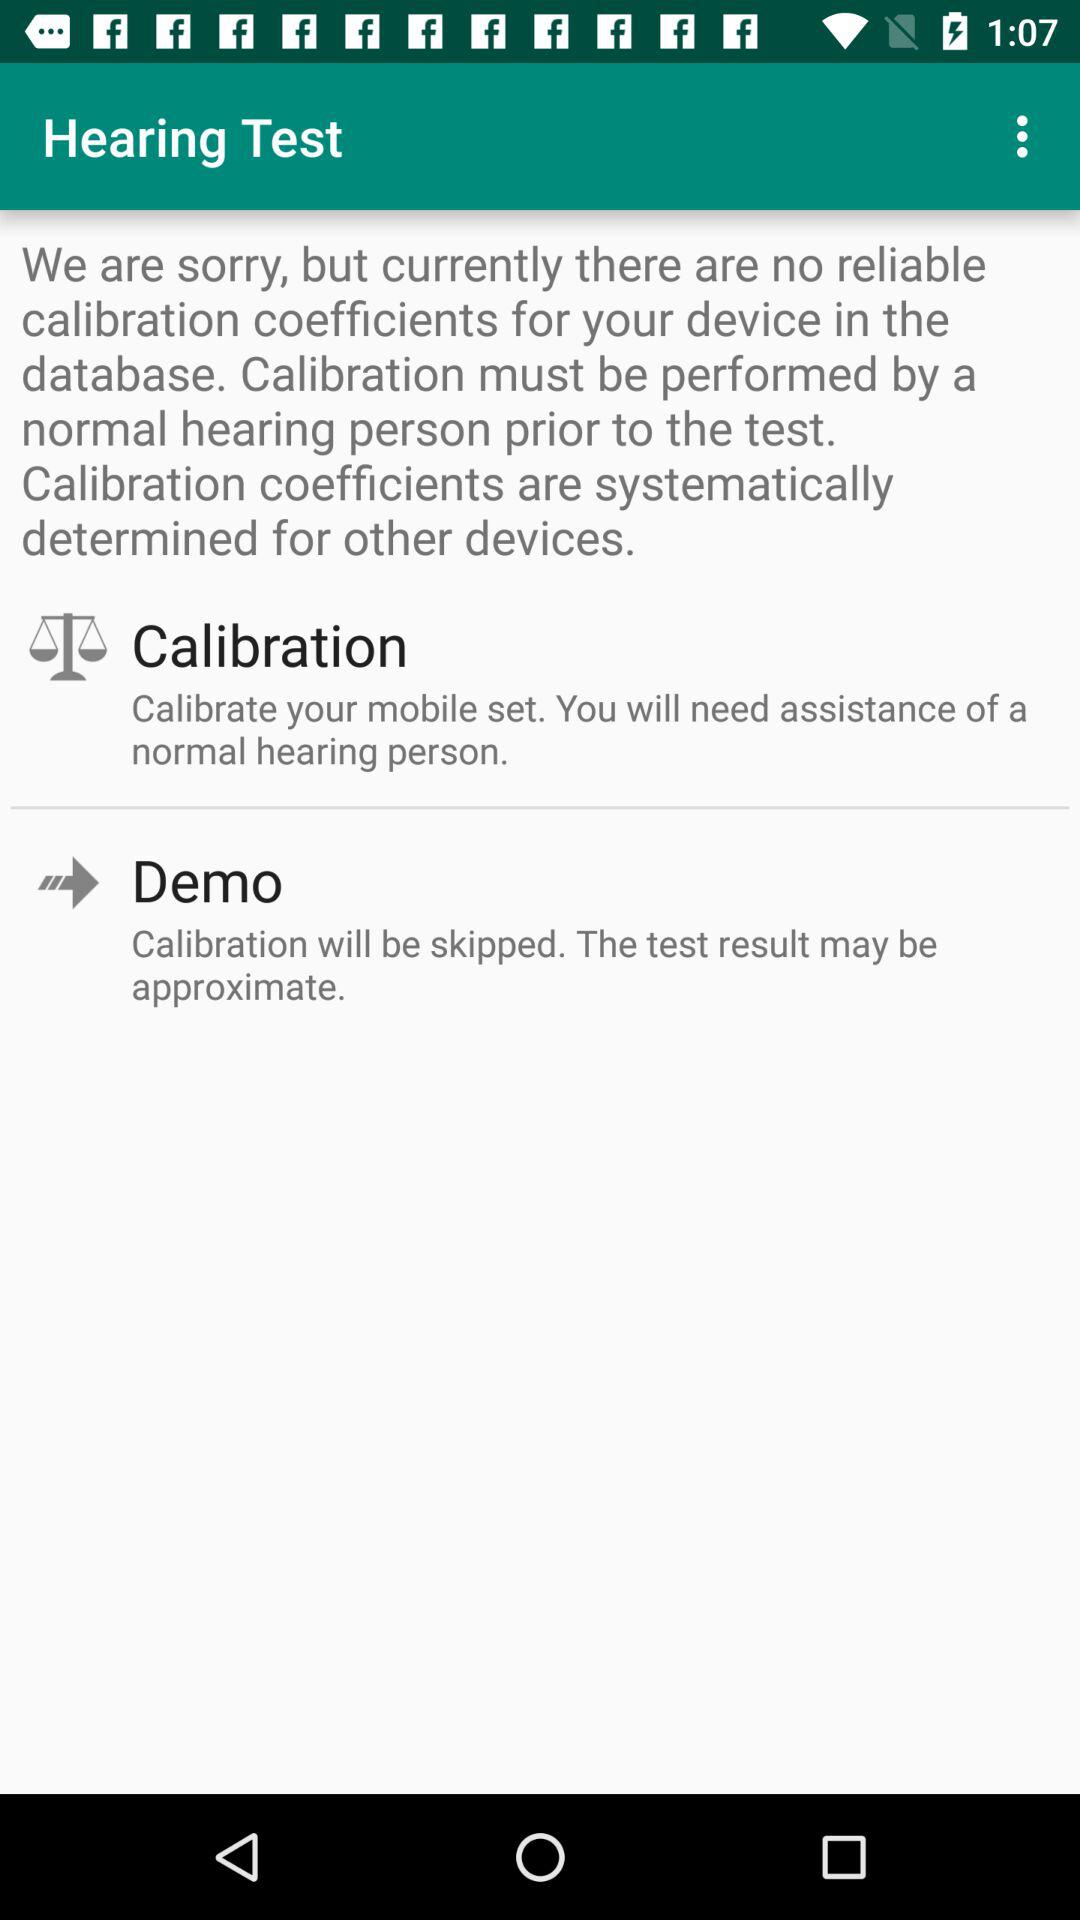 1:07
Hearing Test
We are sorry, but currently there are no reliable
calibration coefficients for your device in the
database. Calibration must be performed by a
normal hearing person prior to the test.
Calibration coefficients are systematically
determined for other devices.
Calibration
Calibrate your mobile set. You will need assistance of a
normal hearing person.
Demo
Calibration will be skipped. The test result may be
approximate.